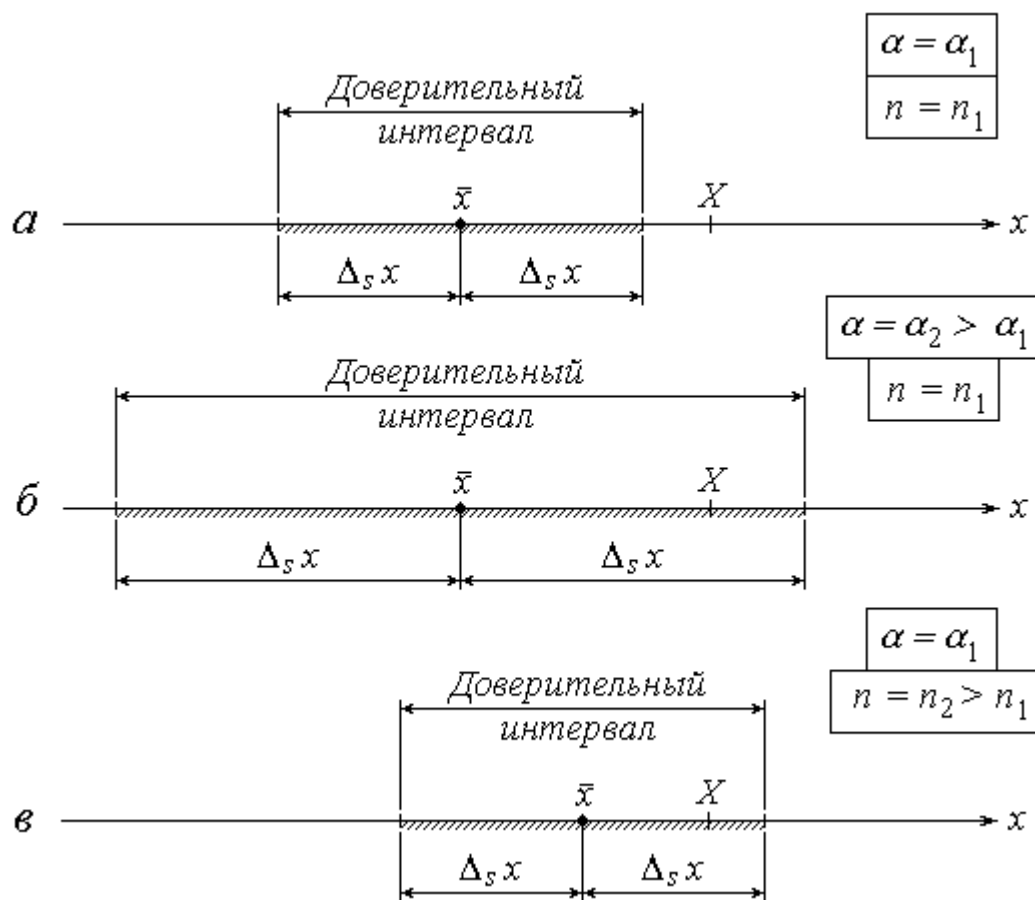 α = α₁
n = n₁
Доверительный
интервал
x̄
X
а
x
Δₛ x
Δₛ x
α = α₂ > α₁
n = n₁
Доверительный
интервал
x̄
X
б
x
Δₛ x
Δₛ x
α = α₁
n = n₂ > n₁
Доверительный
интервал
x̄
X
в
x
Δₛ x
Δₛ x